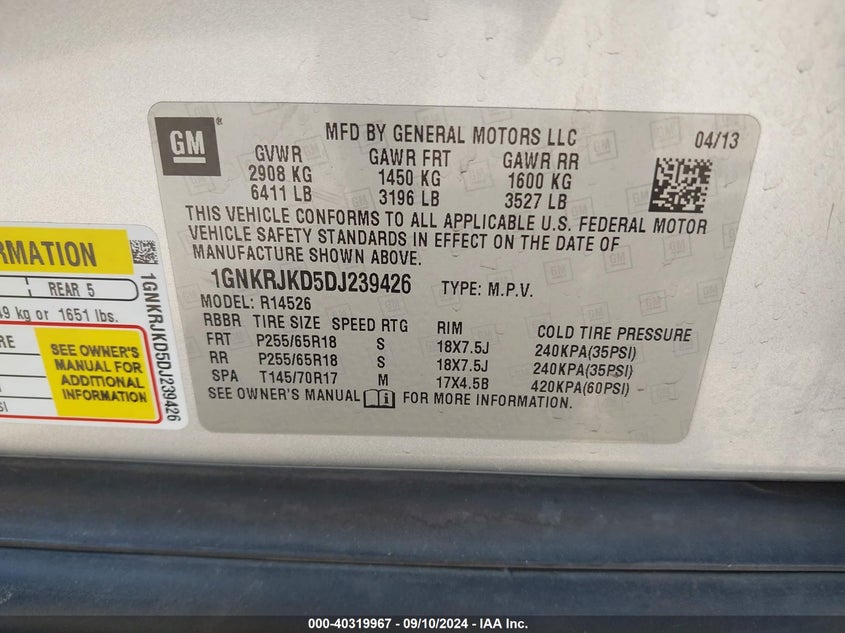 GM
MFD BY GENERAL MOTORS LLC 04/13
GVWR GAWR FRT GAWR RR
2908 KG 1450 KG 1600 KG
6411 LB 3196 LB 3527 LB
THIS VEHICLE CONFORMS TO ALL APPLICABLE U.S. FEDERAL MOTOR
VEHICLE SAFETY STANDARDS IN EFFECT ON THE DATE OF
MANUFACTURE SHOWN ABOVE.
1GNKRJKD5DJ239426 TYPE: M.P.V.
MODEL: R14526
RBBR TIRE SIZE SPEED RTG RIM COLD TIRE PRESSURE
FRT P255/65R18 S 18X7.5J 240KPA(35PSI)
RR P255/65R18 S 18X7.5J 240KPA(35PSI)
SPA T145/70R17 M 17X4.5B 420KPA(60PSI)
SEE OWNER'S MANUAL FOR MORE INFORMATION.
REAR 5
kg or 1651 lbs.
SEE OWNER'S
MANUAL FOR
ADDITIONAL
INFORMATION
1GNKRJKD5DJ239426
000-40319967 - 09/10/2024 - IAA Inc.